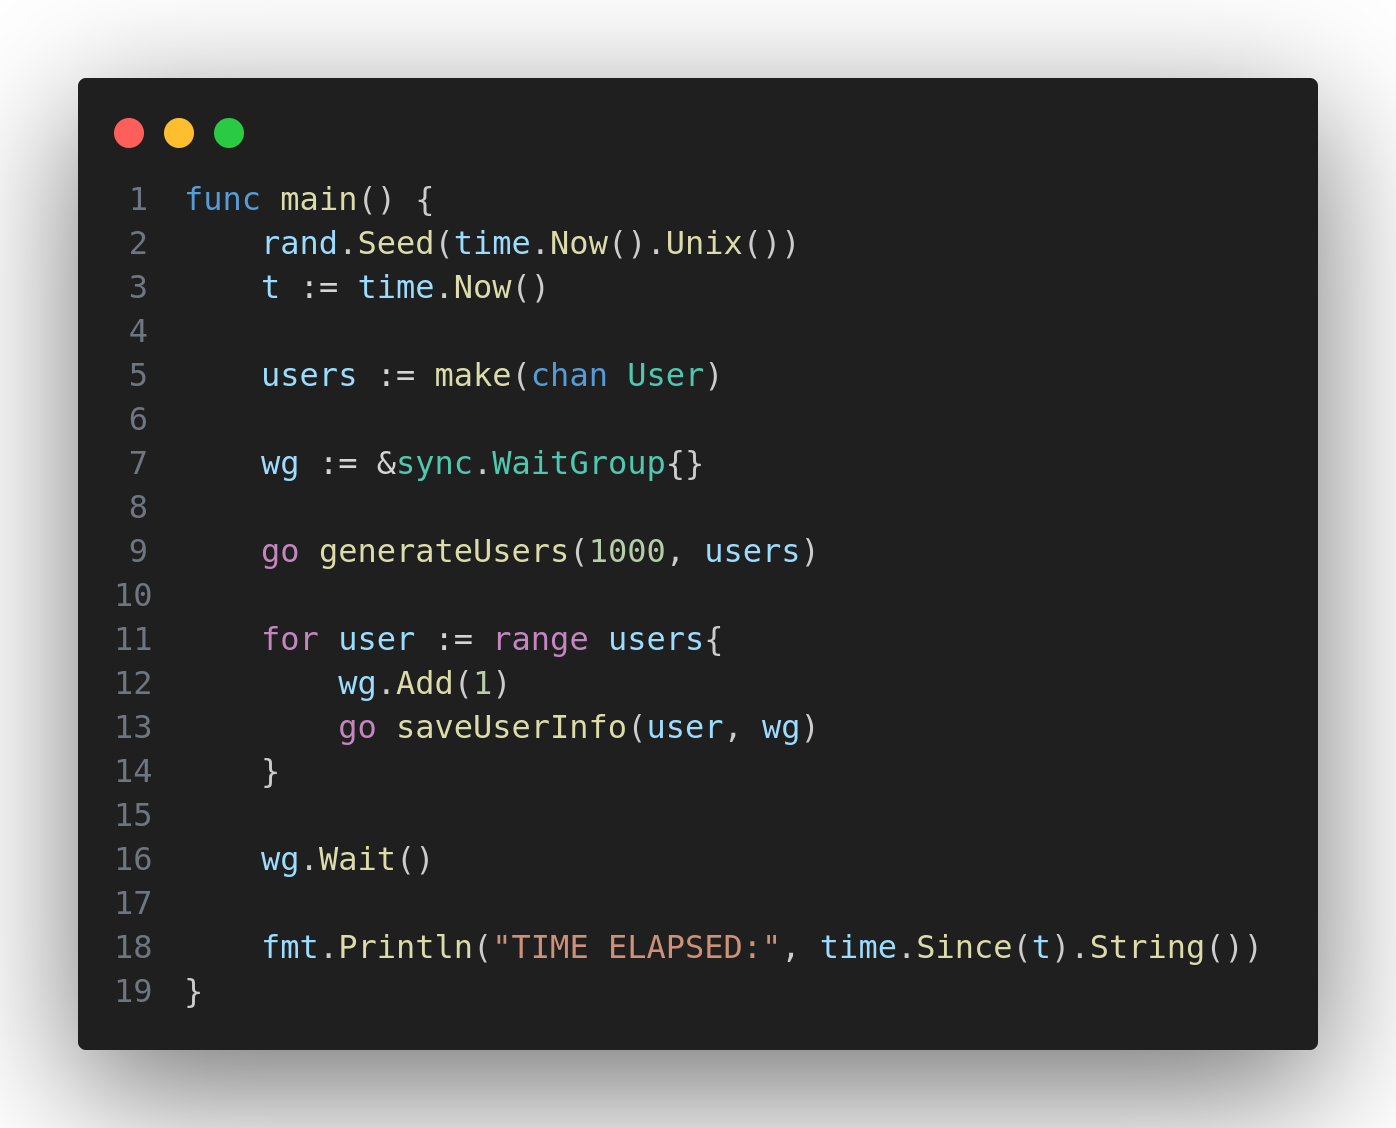 1 func main() {
2     rand.Seed(time.Now().Unix())
3     t := time.Now()
4
5     users := make(chan User)
6
7     wg := &sync.WaitGroup{}
8
9     go generateUsers(1000, users)
10
11     for user := range users{
12         wg.Add(1)
13         go saveUserInfo(user, wg)
14     }
15
16     wg.Wait()
17
18     fmt.Println("TIME ELAPSED:", time.Since(t).String())
19 }